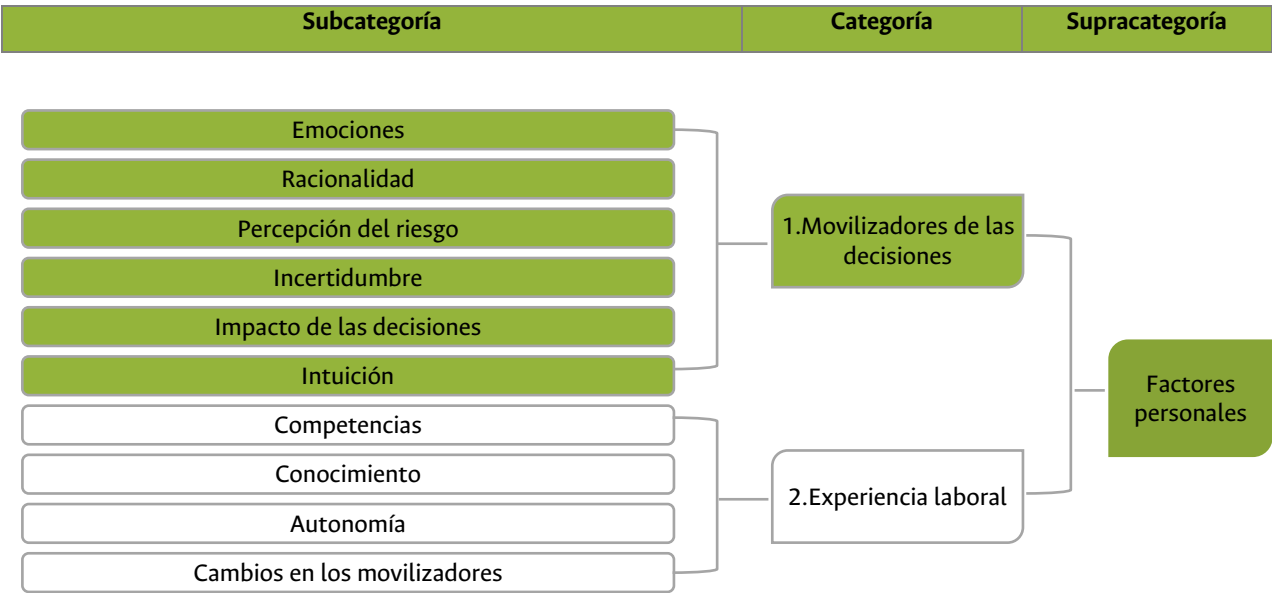 Subcategoría
Categoría
Supracategoría
Emociones
Racionalidad
Percepción del riesgo
Incertidumbre
Impacto de las decisiones
Intuición
Competencias
Conocimiento
Autonomía
Cambios en los movilizadores
1.Movilizadores de las
decisiones
2.Experiencia laboral
Factores
personales